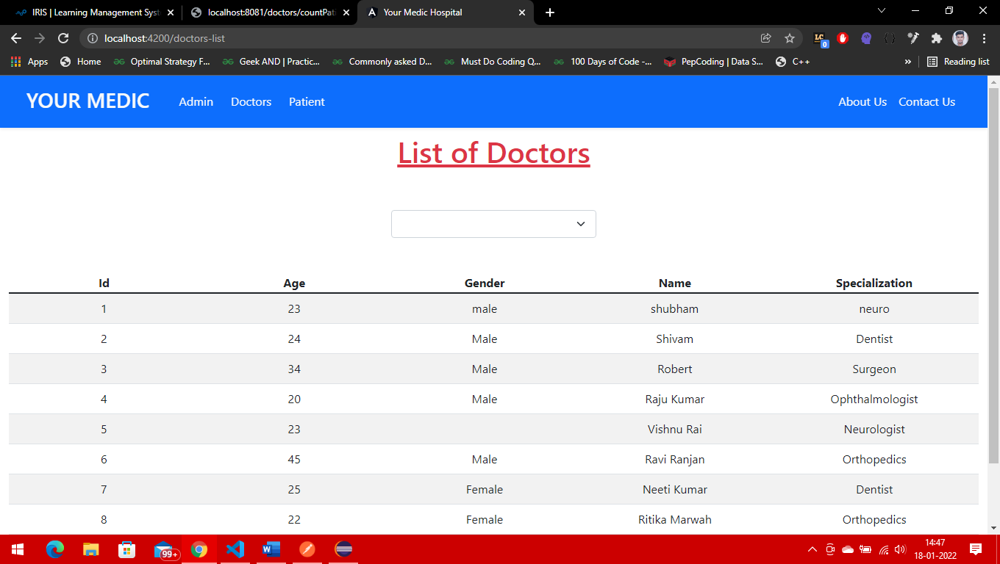 IRIS | Learning Management Syst
localhost:8081/doctors/countPati
Your Medic Hospital
localhost:4200/doctors-list
LC
0
Apps
Home
Optimal Strategy F...
Geek AND | Practic...
Commonly asked D...
Must Do Coding Q...
100 Days of Code -...
PepCoding | Data S...
C++
»
Reading list
YOUR MEDIC
Admin
Doctors
Patient
About Us
Contact Us
List of Doctors
Id Age Gender Name Specialization
1 23 male shubham neuro
2 24 Male Shivam Dentist
3 34 Male Robert Surgeon
4 20 Male Raju Kumar Ophthalmologist
5 23 Vishnu Rai Neurologist
6 45 Male Ravi Ranjan Orthopedics
7 25 Female Neeti Kumar Dentist
8 22 Female Ritika Marwah Orthopedics
99+
14:47
18-01-2022